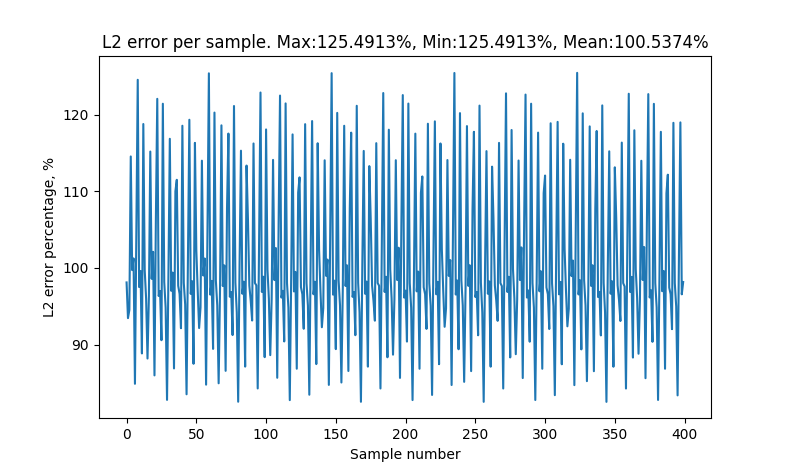 L2 error per sample. Max:125.4913%, Min:125.4913%, Mean:100.5374%
L2 error percentage, %
120
110
100
90
0 50 100 150 200 250 300 350 400
Sample number